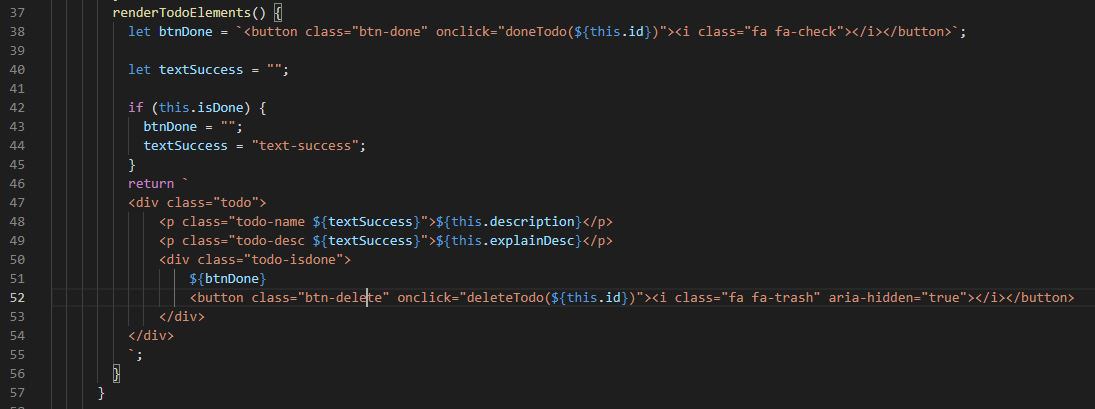 37 renderTodoElements() {
38 let btnDone = `<button class="btn-done" onclick="doneTodo(${this.id})"><i class="fa fa-check"></i></button>`;
39
40 let textSuccess = "";
41
42 if (this.isDone) {
43 btnDone = "";
44 textSuccess = "text-success";
45 }
46 return `
47 <div class="todo">
48 <p class="todo-name ${textSuccess}">${this.description}</p>
49 <p class="todo-desc ${textSuccess}">${this.explainDesc}</p>
50 <div class="todo-isdone">
51 ${btnDone}
52 <button class="btn-delete" onclick="deleteTodo(${this.id})"><i class="fa fa-trash" aria-hidden="true"></i></button>
53 </div>
54 </div>
55 `;
56 }
57 }